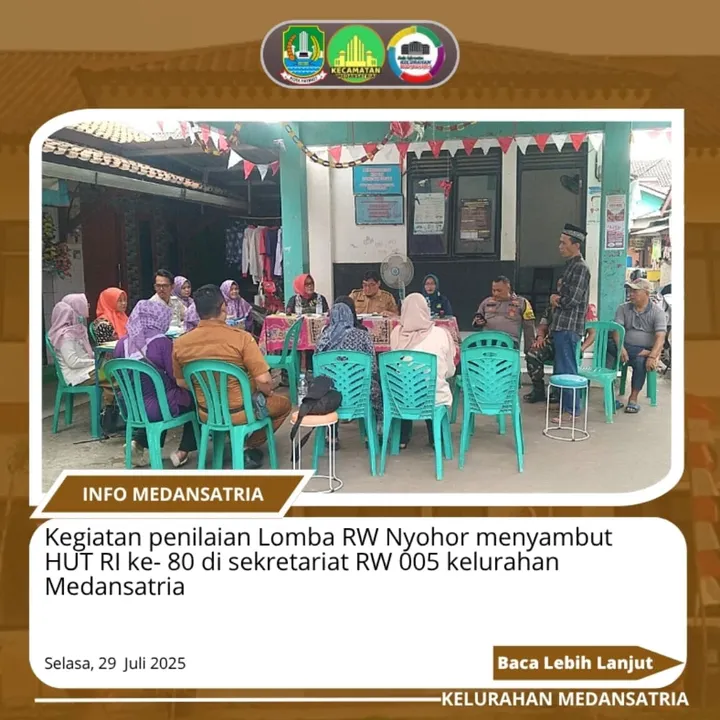 KECAMATAN
MEDANSATRIA
INFO MEDANSATRIA
Kegiatan penilaian Lomba RW Nyohor menyambut
HUT RI ke- 80 di sekretariat RW 005 kelurahan
Medansatria
Selasa, 29 Juli 2025
Baca Lebih Lanjut
KELURAHAN MEDANSATRIA